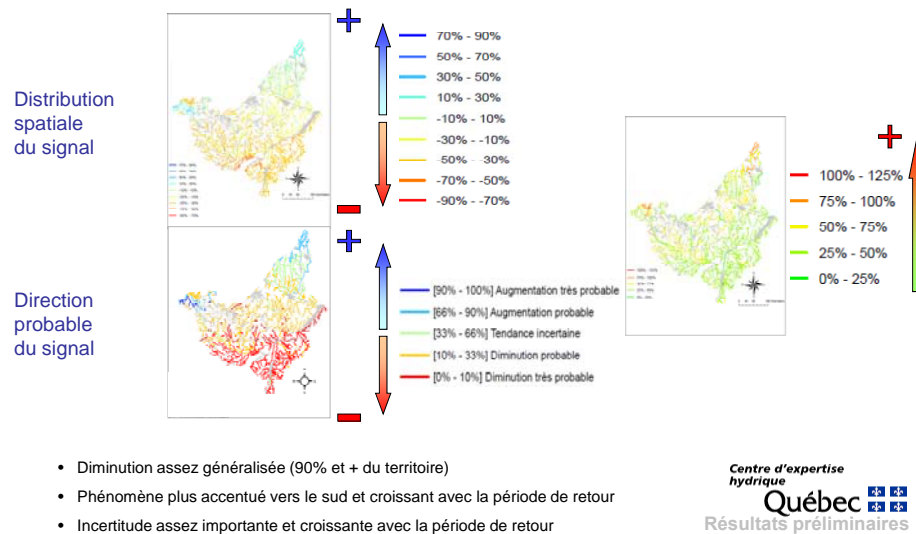 Distribution
spatiale
du signal
+
70% - 90%
50% - 70%
30% - 50%
10% - 30%
-10% - 10%
-30% - -10%
-50% - 30%
-70% - -50%
-90% - -70%
+
100% - 125%
75% - 100%
50% - 75%
25% - 50%
0% - 25%
Direction
probable
du signal
+
[90% - 100%] Augmentation très probable
[66% - 90%] Augmentation probable
[33% - 66%] Tendance incertaine
[10% - 33%] Diminution probable
[0% - 10%] Diminution très probable
• Diminution assez généralisée (90% et + du territoire)
• Phénomène plus accentué vers le sud et croissant avec la période de retour
• Incertitude assez importante et croissante avec la période de retour
Centre d'expertise
hydrique
Québec
Résultats préliminaires